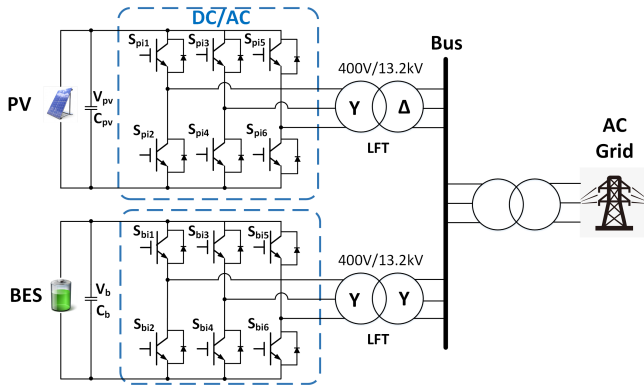 DC/AC
S_pi1
S_pi3
S_pi5
PV
V_pv
C_pv
S_pi2
S_pi4
S_pi6
400V/13.2kV
Y
Δ
LFT
Bus
AC
Grid
S_bi1
S_bi3
S_bi5
BES
V_b
C_b
S_bi2
S_bi4
S_bi6
400V/13.2kV
Y
Y
LFT